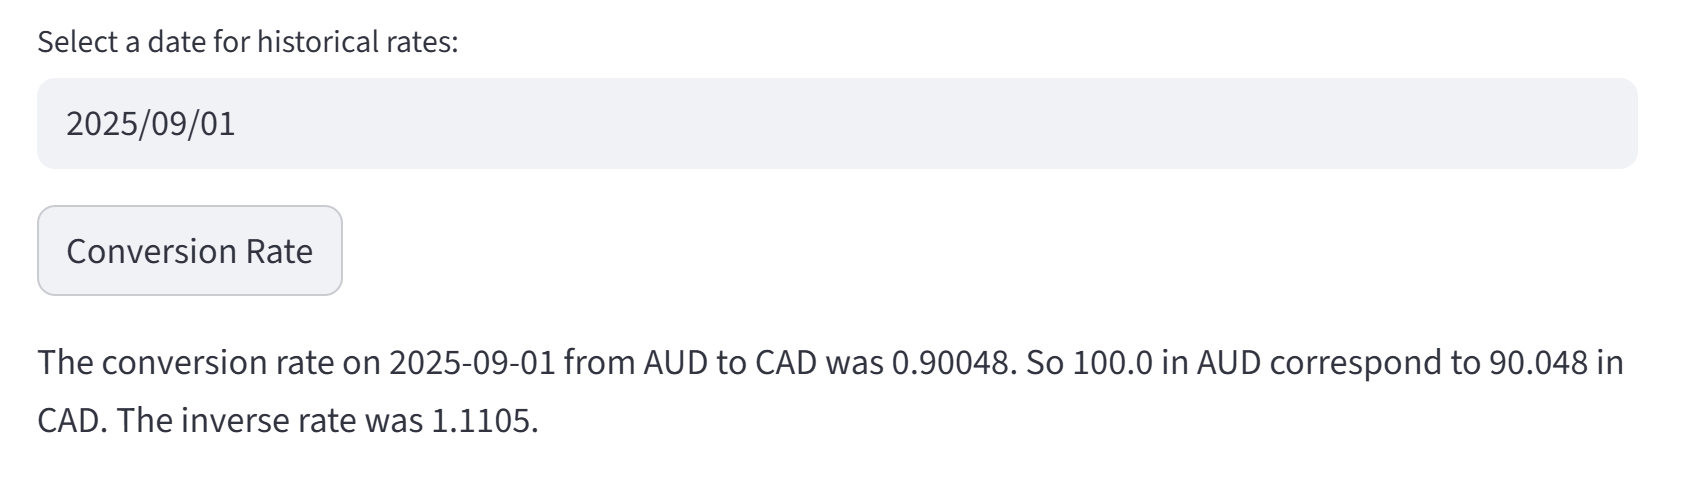 Select a date for historical rates:
2025/09/01
Conversion Rate
The conversion rate on 2025-09-01 from AUD to CAD was 0.90048. So 100.0 in AUD correspond to 90.048 in
CAD. The inverse rate was 1.1105.